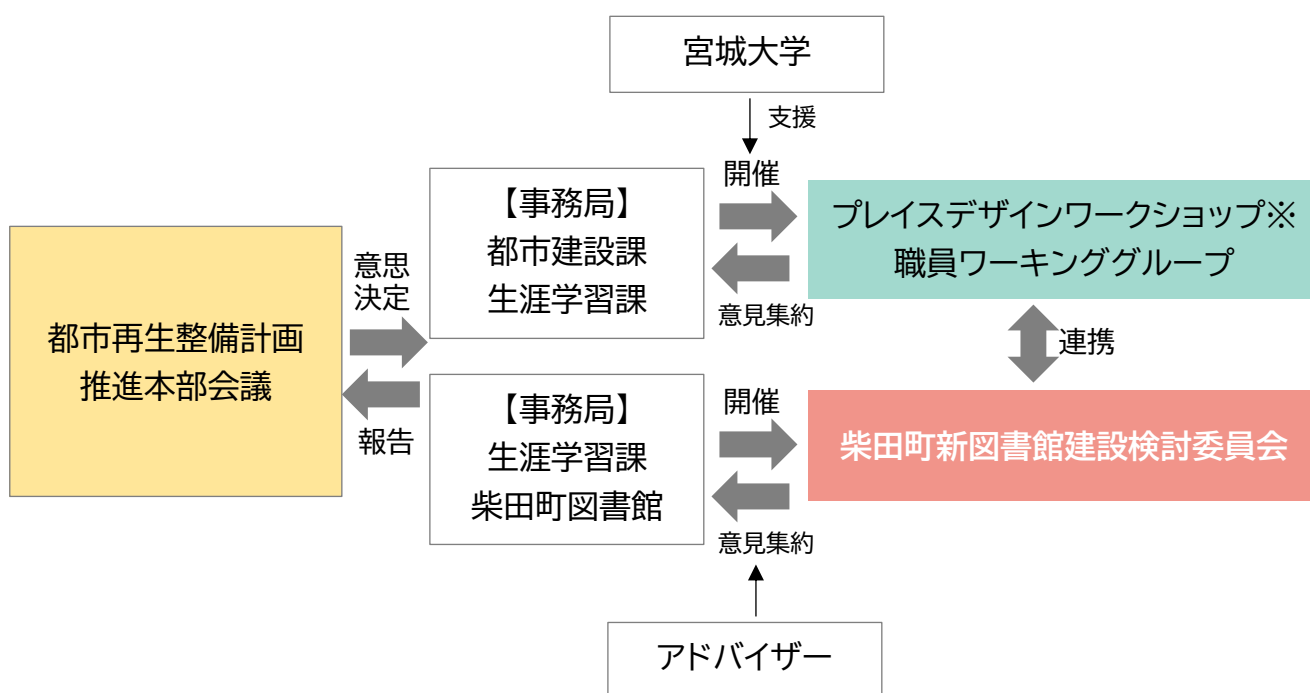 宮城大学
支援
【事務局】
都市建設課
生涯学習課
開催
意見集約
プレイスデザインワークショップ※
職員ワーキンググループ
都市再生整備計画
推進本部会議
意思
決定
報告
連携
【事務局】
生涯学習課
柴田町図書館
開催
意見集約
柴田町新図書館建設検討委員会
アドバイザー